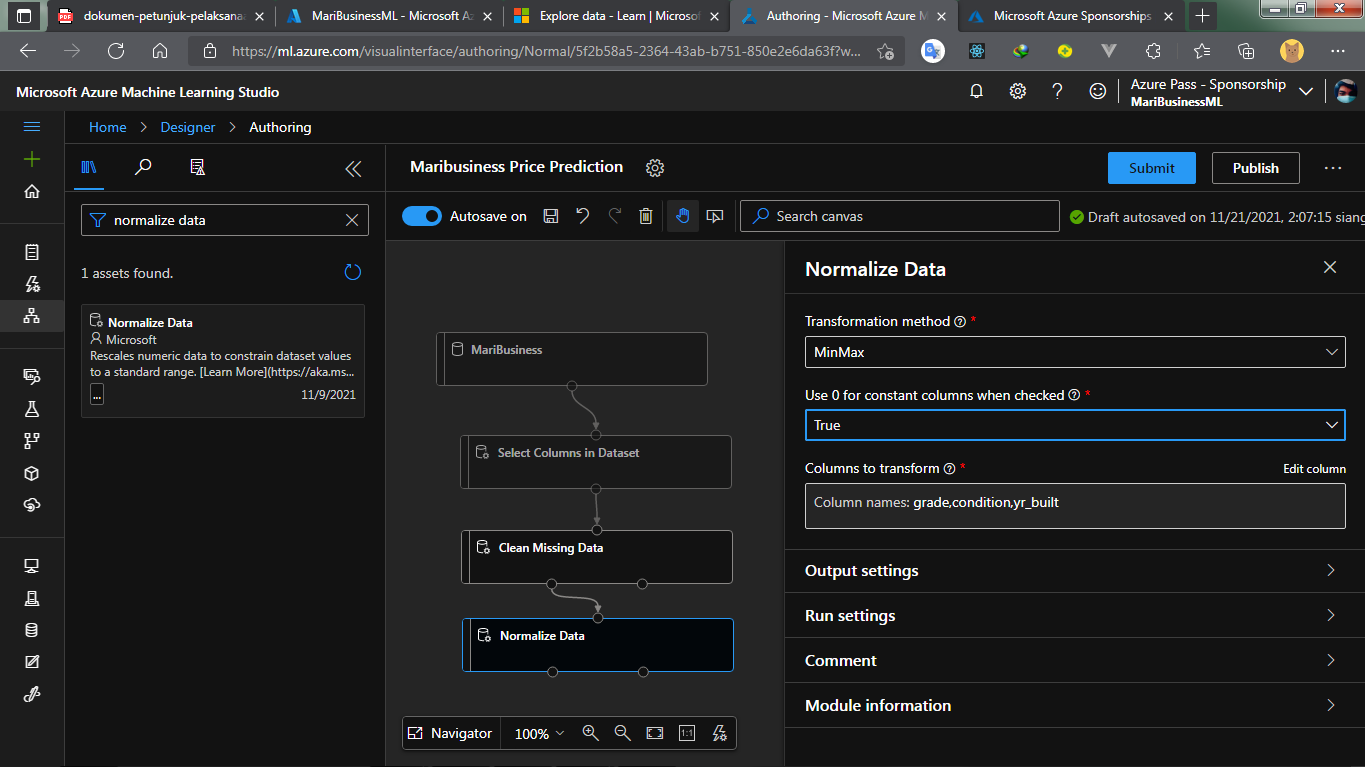 dokumen-petunjuk-pelaksana
MariBusinessML - Microsoft Az
Explore data - Learn | Microsof
Authoring - Microsoft Azure M
Microsoft Azure Sponsorships
https://ml.azure.com/visualinterface/authoring/Normal/5f2b58a5-2364-43ab-b751-850e2e6da63f?w...
Microsoft Azure Machine Learning Studio
Azure Pass - Sponsorship
MariBusinessML
Home > Designer > Authoring
Maribusiness Price Prediction
Submit
Publish
normalize data
Autosave on
Search canvas
Draft autosaved on 11/21/2021, 2:07:15 siang
1 assets found.
Normalize Data
Microsoft
Rescales numeric data to constrain dataset values
to a standard range. [Learn More](https://aka.ms...
...
11/9/2021
MariBusiness
Select Columns in Dataset
Clean Missing Data
Normalize Data
Navigator
100%
1:1
Normalize Data
Transformation method *
MinMax
Use 0 for constant columns when checked *
True
Columns to transform *
Edit column
Column names: grade,condition,yr_built
Output settings
Run settings
Comment
Module information